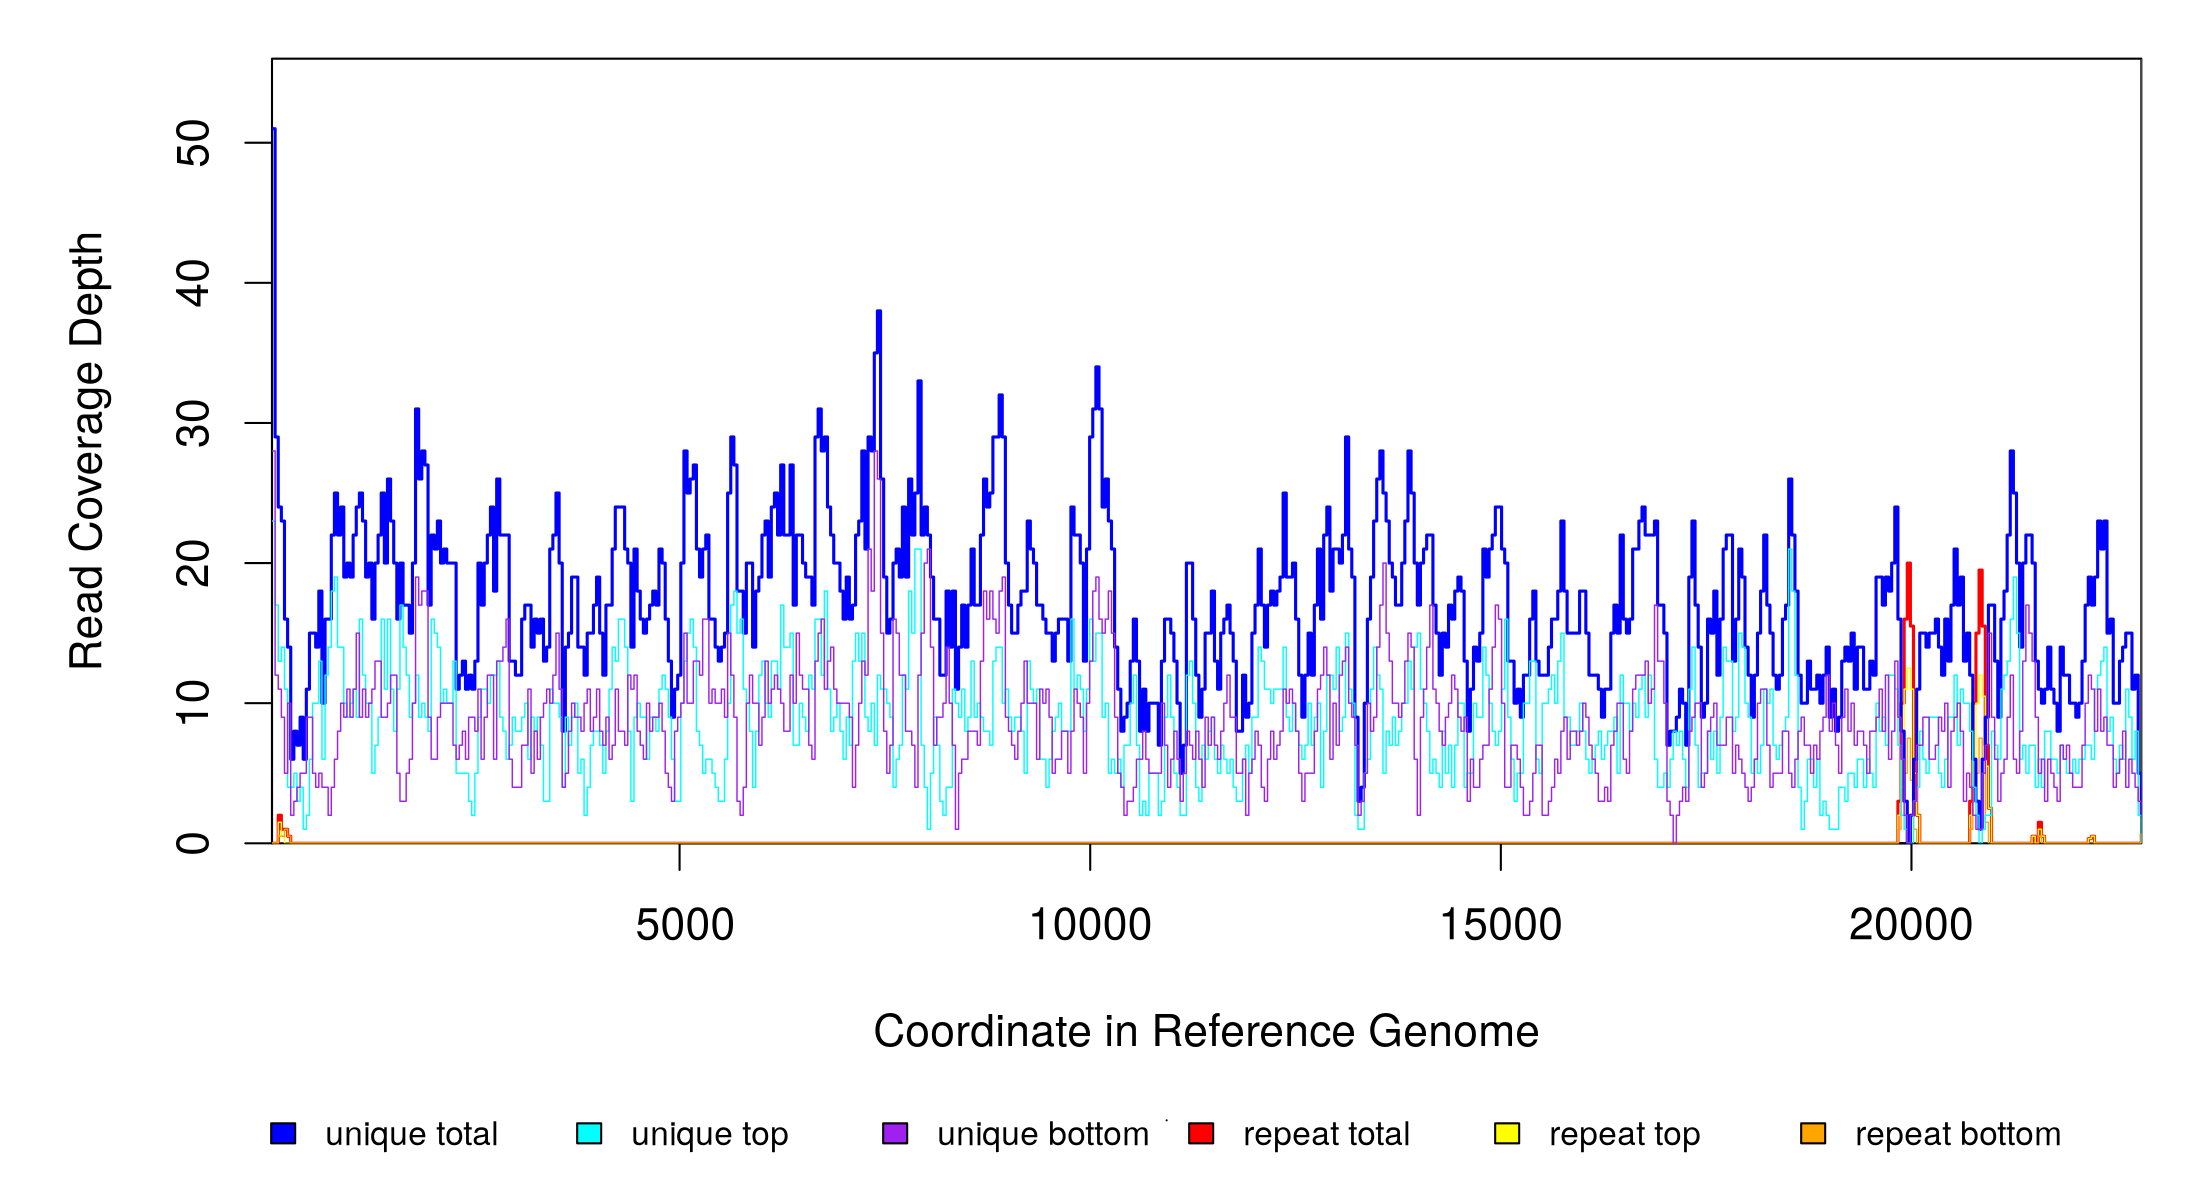 50
40
30
20
10
0
Read Coverage Depth
5000 10000 15000 20000
Coordinate in Reference Genome
unique total unique top unique bottom repeat total repeat top repeat bottom